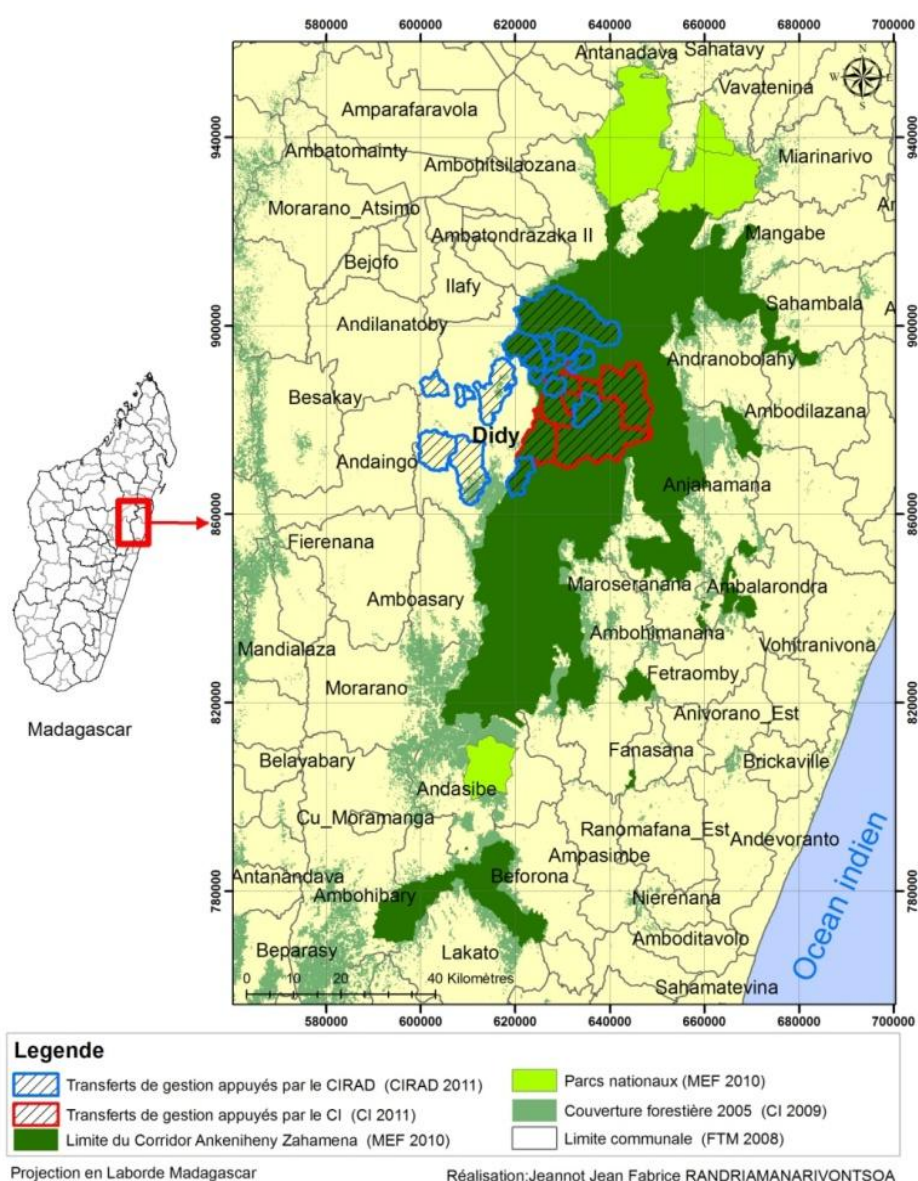 580000 600000 620000 640000 660000 680000 700000
Antanadava Sahatavy
N
W E
S
Vavatenina
Amparafaravola
940000 940000
Ambatomainty
Ambohitsilaozana
Miarinarivo
Morarano_Atsimo
Ambatondrazaka II
Mangabe
Bejofo
Ilafy
Sahambala
900000 900000
Andilanatoby
Andranobolahy
Besakay
Ambodilazana
Didy
Andaingo
Anjahamana
860000 860000
Fierenana
Maroseranana Ambalarondra
Amboasary
Ambohimanana
Vohitranivona
Mandialaza
Fetraomby
Morarano
820000 820000
Anivorano_Est
Madagascar
Fanasana
Belavabary
Brickaville
Andasibe
Cu_Moramanga
Ranomafana_Est
Andevoranto
Ampasimbe
Antanandava
Beforona
780000 780000
Ambohibary
Nierenana
Amboditavolo
Beparasy
Lakato
Ocean indien
0 10 20 40 Kilomètres
Sahamatevina
580000 600000 620000 640000 660000 680000 700000
Legende
Transferts de gestion appuyés par le CIRAD (CIRAD 2011)
Parcs nationaux (MEF 2010)
Transferts de gestion appuyés par le CI (CI 2011)
Couverture forestière 2005 (CI 2009)
Limite du Corridor Ankeniheny Zahamena (MEF 2010)
Limite communale (FTM 2008)
Projection en Laborde Madagascar
Réalisation:Jeannot Jean Fabrice RANDRIAMANARIVONTSOA